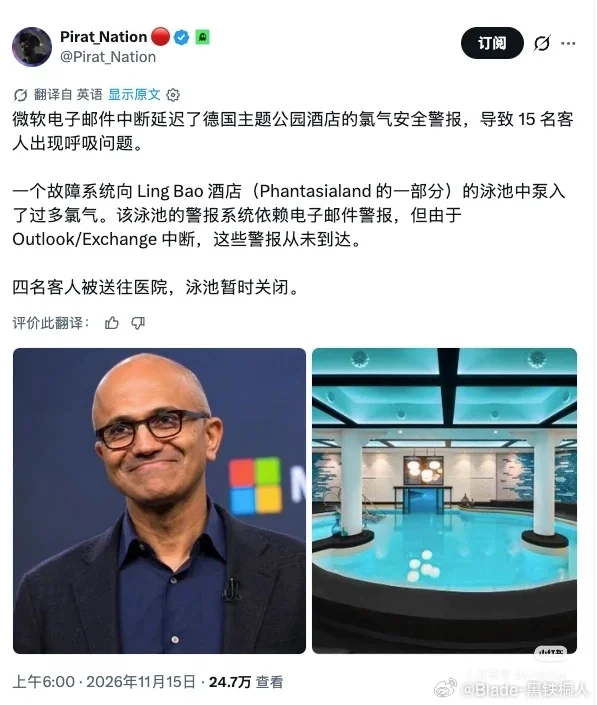 Pirat_Nation
@Pirat_Nation
订阅
翻译自 英语 显示原文
微软电子邮件中断延迟了德国主题公园酒店的氯气安全警报，导致 15 名客
人出现呼吸问题。
一个故障系统向 Ling Bao 酒店（Phantasialand 的一部分）的泳池中泵入
了过多氯气。该泳池的警报系统依赖电子邮件警报，但由于
Outlook/Exchange 中断，这些警报从未到达。
四名客人被送往医院，泳池暂时关闭。
评价此翻译：
上午6:00 · 2026年11月15日 · 24.7万 查看
@Blade-黑铁桐人